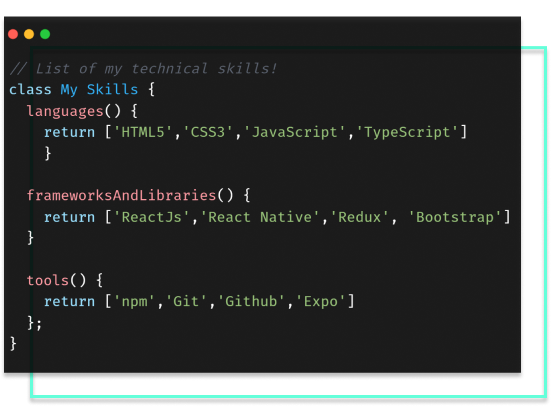 // List of my technical skills!
class My Skills {
  languages() {
    return ['HTML5','CSS3','JavaScript','TypeScript']
    }

  frameworksAndLibraries() {
    return ['ReactJs','React Native','Redux', 'Bootstrap']
  }

  tools() {
    return ['npm','Git','Github','Expo']
  };
}